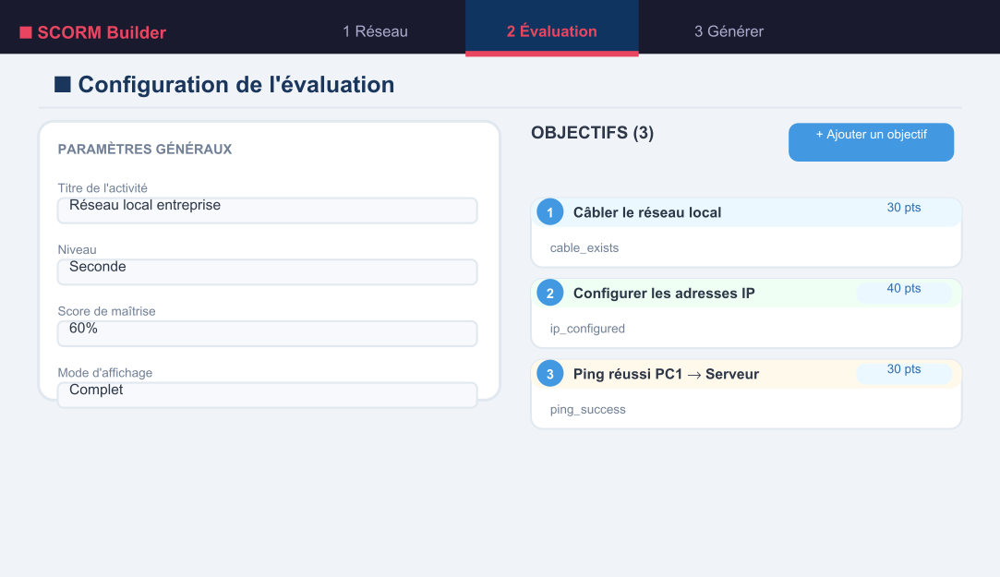 SCORM Builder
1 Réseau
2 Évaluation
3 Générer
Configuration de l'évaluation
PARAMÈTRES GÉNÉRAUX
Titre de l'activité
Réseau local entreprise
Niveau
Seconde
Score de maîtrise
60%
Mode d'affichage
Complet
OBJECTIFS (3)
+ Ajouter un objectif
1 Câbler le réseau local 30 pts
cable_exists
2 Configurer les adresses IP 40 pts
ip_configured
3 Ping réussi PC1 → Serveur 30 pts
ping_success